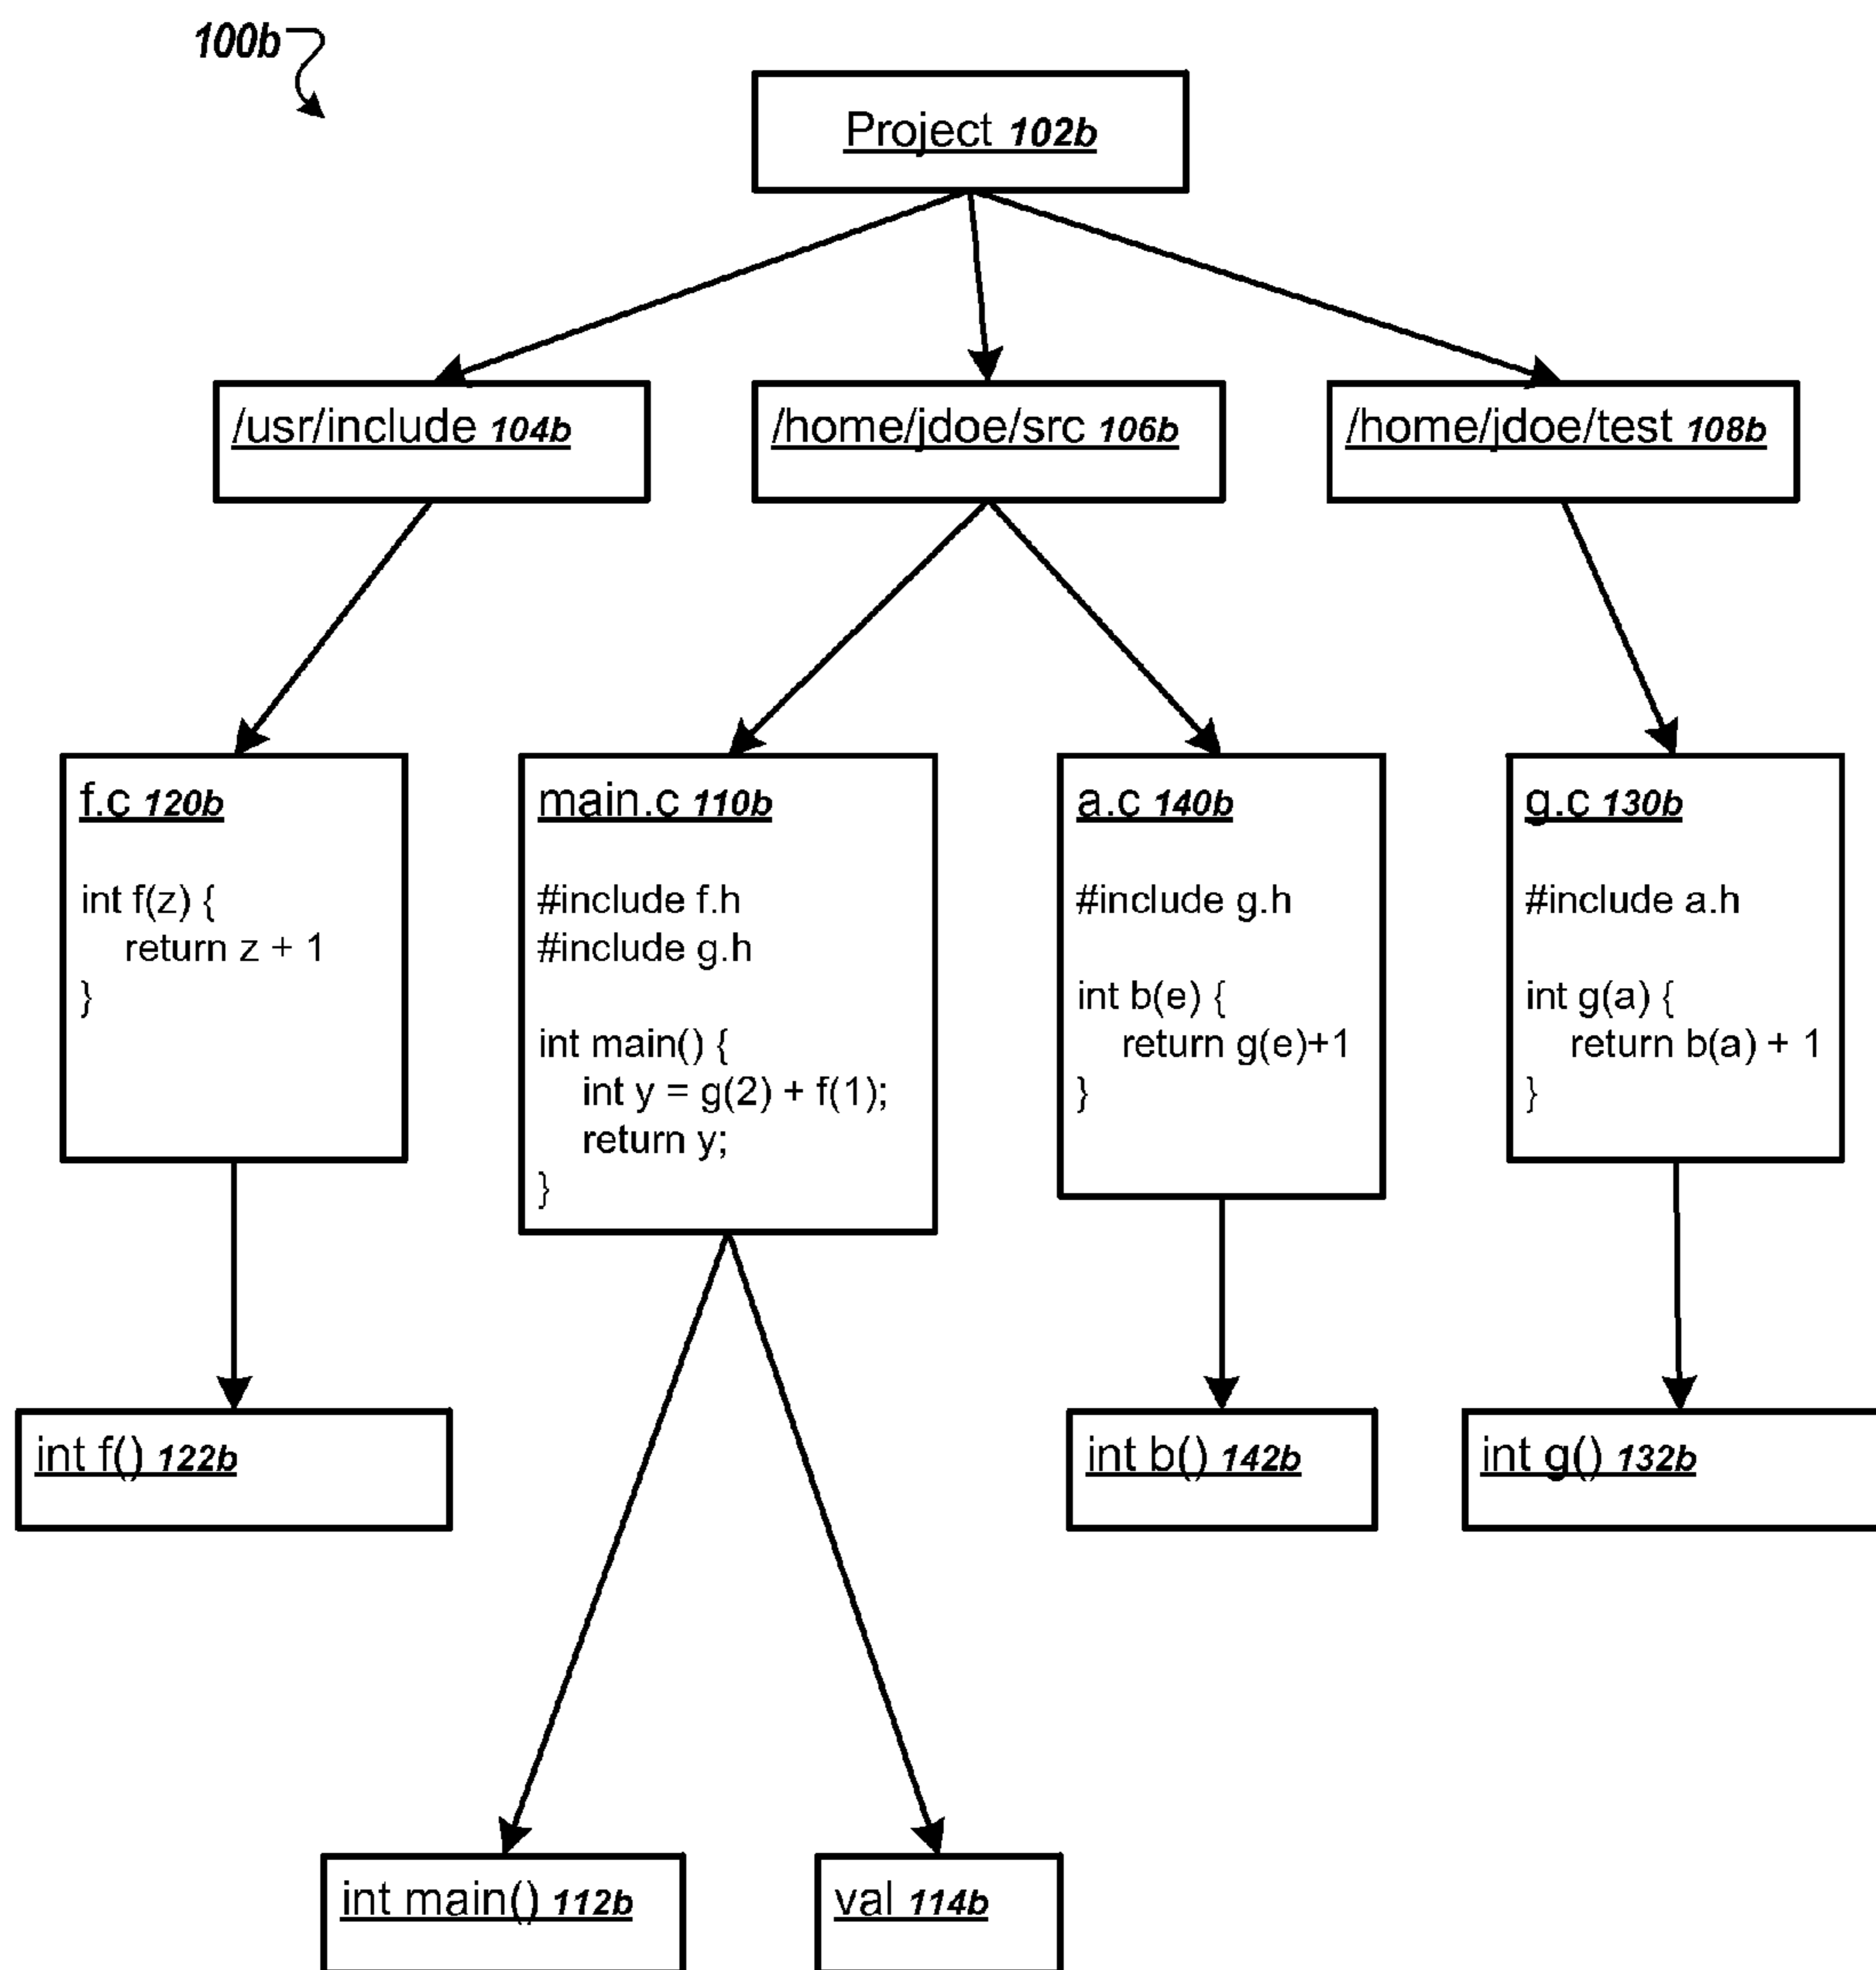 100b
Project 102b
/usr/include 104b
/home/jdoe/src 106b
/home/jdoe/test 108b
f.c 120b
int f(z) {
return z + 1
}
main.c 110b
#include f.h
#include g.h
int main() {
int y = g(2) + f(1);
return y;
}
a.c 140b
#include g.h
int b(e) {
return g(e)+1
}
g.c 130b
#include a.h
int g(a) {
return b(a) + 1
}
int f() 122b
int b() 142b
int g() 132b
int main() 112b
val 114b